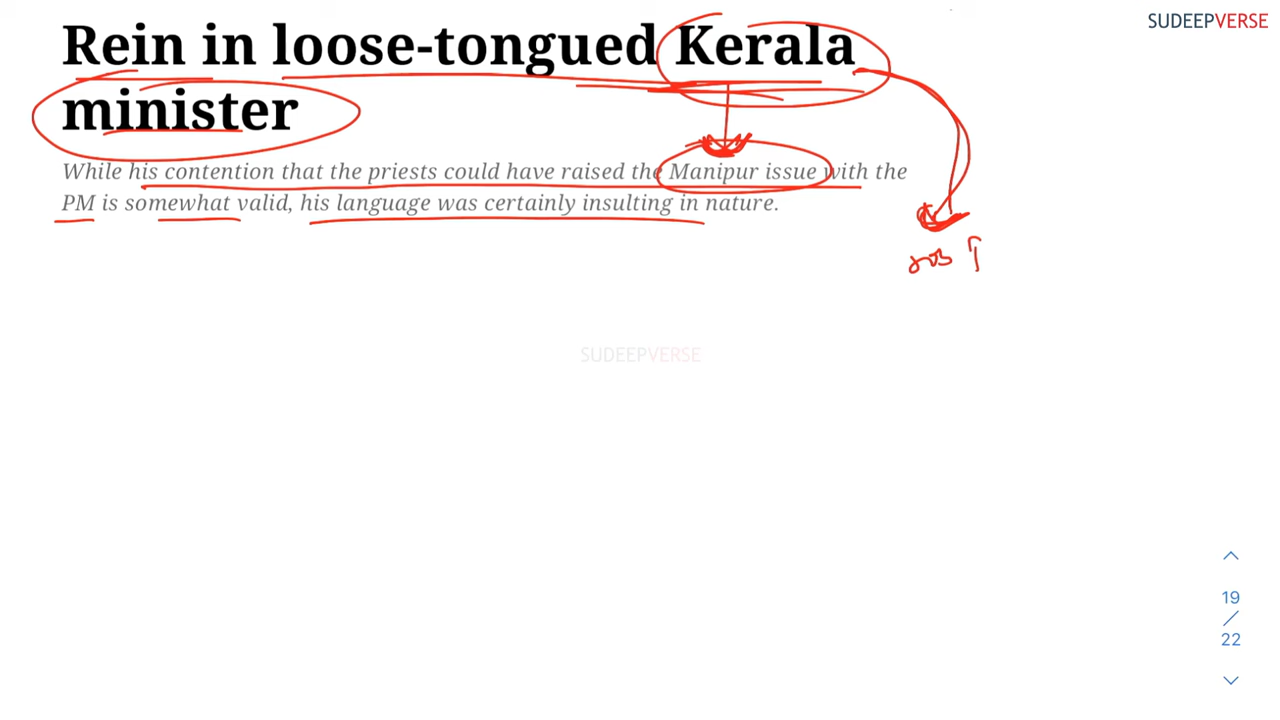 SUDEEPVERSE
Rein in loose-tongued Kerala
minister
While his contention that the priests could have raised the Manipur issue with the
PM is somewhat valid, his language was certainly insulting in nature.
SUDEEPVERSE
19
/
22